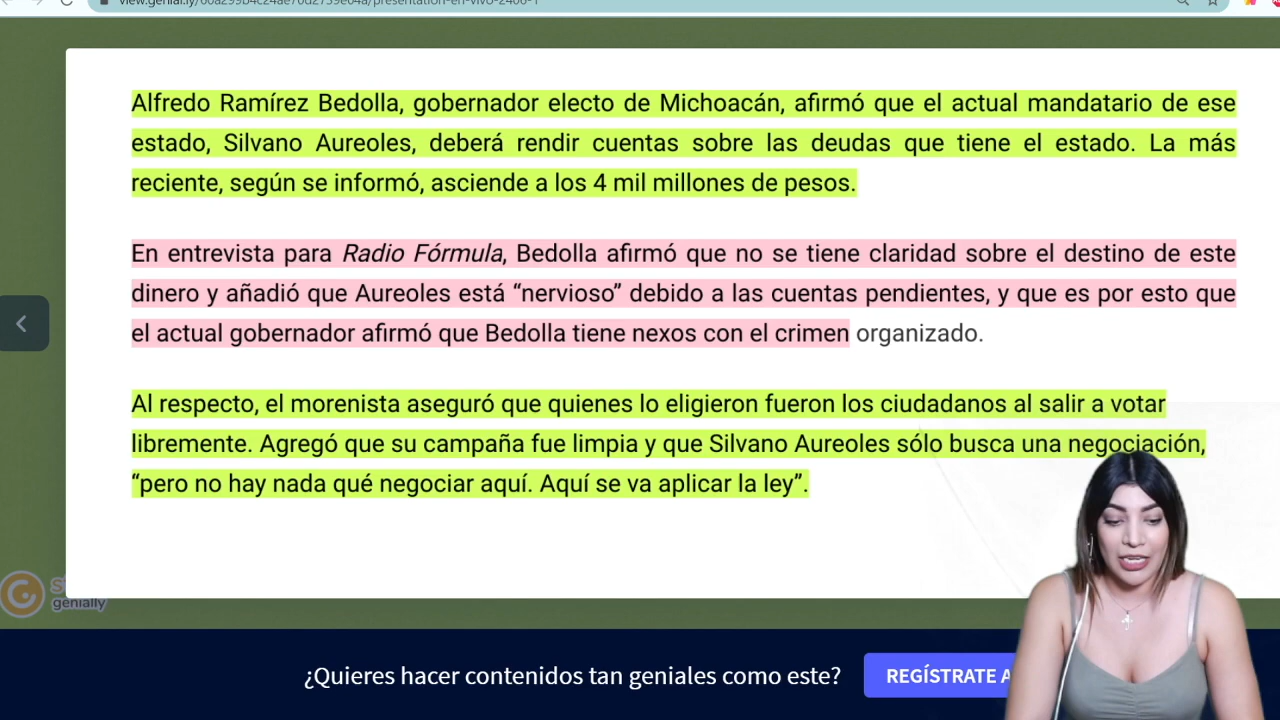 Alfredo Ramírez Bedolla, gobernador electo de Michoacán, afirmó que el actual mandatario de ese
estado, Silvano Aureoles, deberá rendir cuentas sobre las deudas que tiene el estado. La más
reciente, según se informó, asciende a los 4 mil millones de pesos.
En entrevista para Radio Fórmula, Bedolla afirmó que no se tiene claridad sobre el destino de este
dinero y añadió que Aureoles está “nervioso” debido a las cuentas pendientes, y que es por esto que
el actual gobernador afirmó que Bedolla tiene nexos con el crimen organizado.
Al respecto, el morenista aseguró que quienes lo eligieron fueron los ciudadanos al salir a votar
libremente. Agregó que su campaña fue limpia y que Silvano Aureoles sólo busca una negociación,
“pero no hay nada qué negociar aquí. Aquí se va aplicar la ley”.
genially
¿Quieres hacer contenidos tan geniales como este?
REGÍSTRATE A